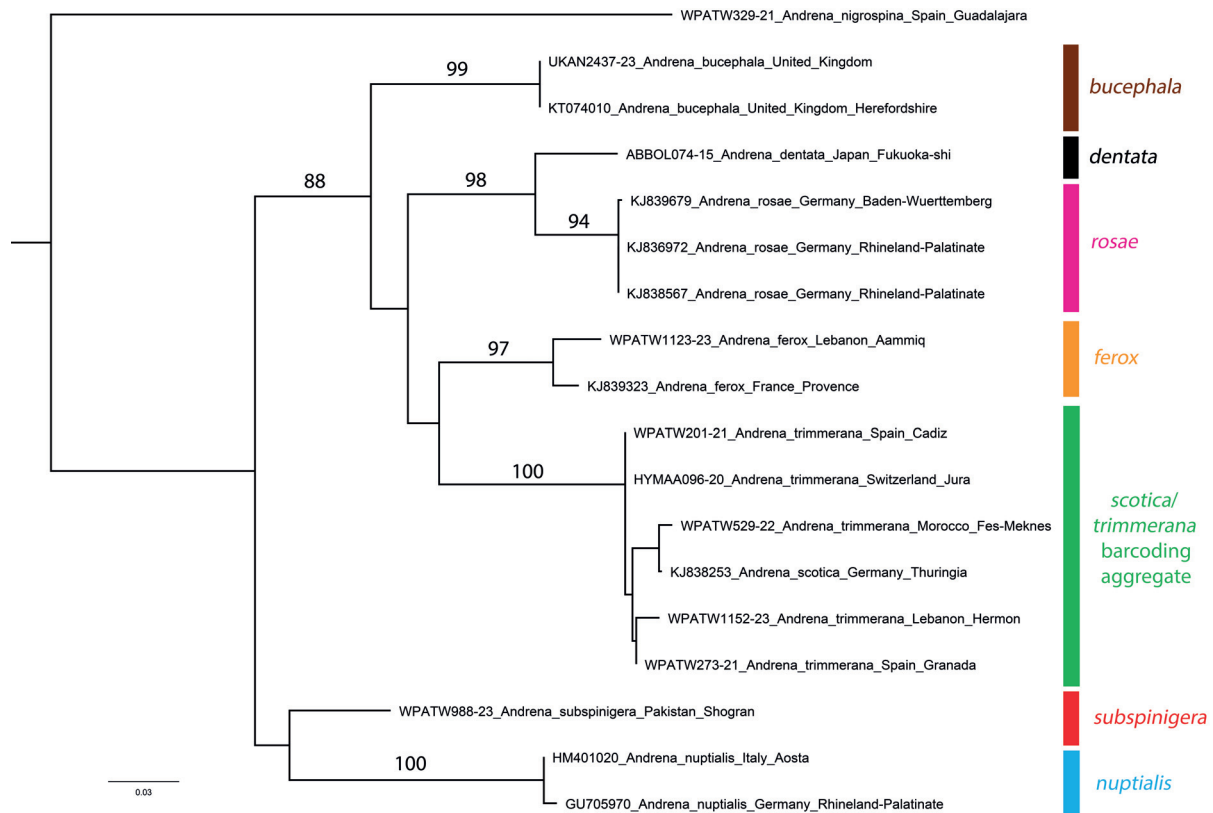 WPATW329-21_Andrena_nigrospina_Spain_Guadalajara
99
UKAN2437-23_Andrena_bucephala_United_Kingdom
KT074010_Andrena_bucephala_United_Kingdom_Herefordshire
bucephala
88
98
ABBOL074-15_Andrena_dentata_Japan_Fukuoka-shi
dentata
94
KJ839679_Andrena_rosae_Germany_Baden-Wuerttemberg
KJ836972_Andrena_rosae_Germany_Rhineland-Palatinate
KJ838567_Andrena_rosae_Germany_Rhineland-Palatinate
rosae
97
WPATW1123-23_Andrena_ferox_Lebanon_Aammiq
KJ839323_Andrena_ferox_France_Provence
ferox
100
WPATW201-21_Andrena_trimmerana_Spain_Cadiz
HYMAA096-20_Andrena_trimmerana_Switzerland_Jura
WPATW529-22_Andrena_trimmerana_Morocco_Fes-Meknes
KJ838253_Andrena_scotica_Germany_Thuringia
WPATW1152-23_Andrena_trimmerana_Lebanon_Hermon
WPATW273-21_Andrena_trimmerana_Spain_Granada
scotica/
trimmerana
barcoding
aggregate
WPATW988-23_Andrena_subspinigera_Pakistan_Shogran
subspinigera
100
HM401020_Andrena_nuptialis_Italy_Aosta
GU705970_Andrena_nuptialis_Germany_Rhineland-Palatinate
nuptialis
0.03